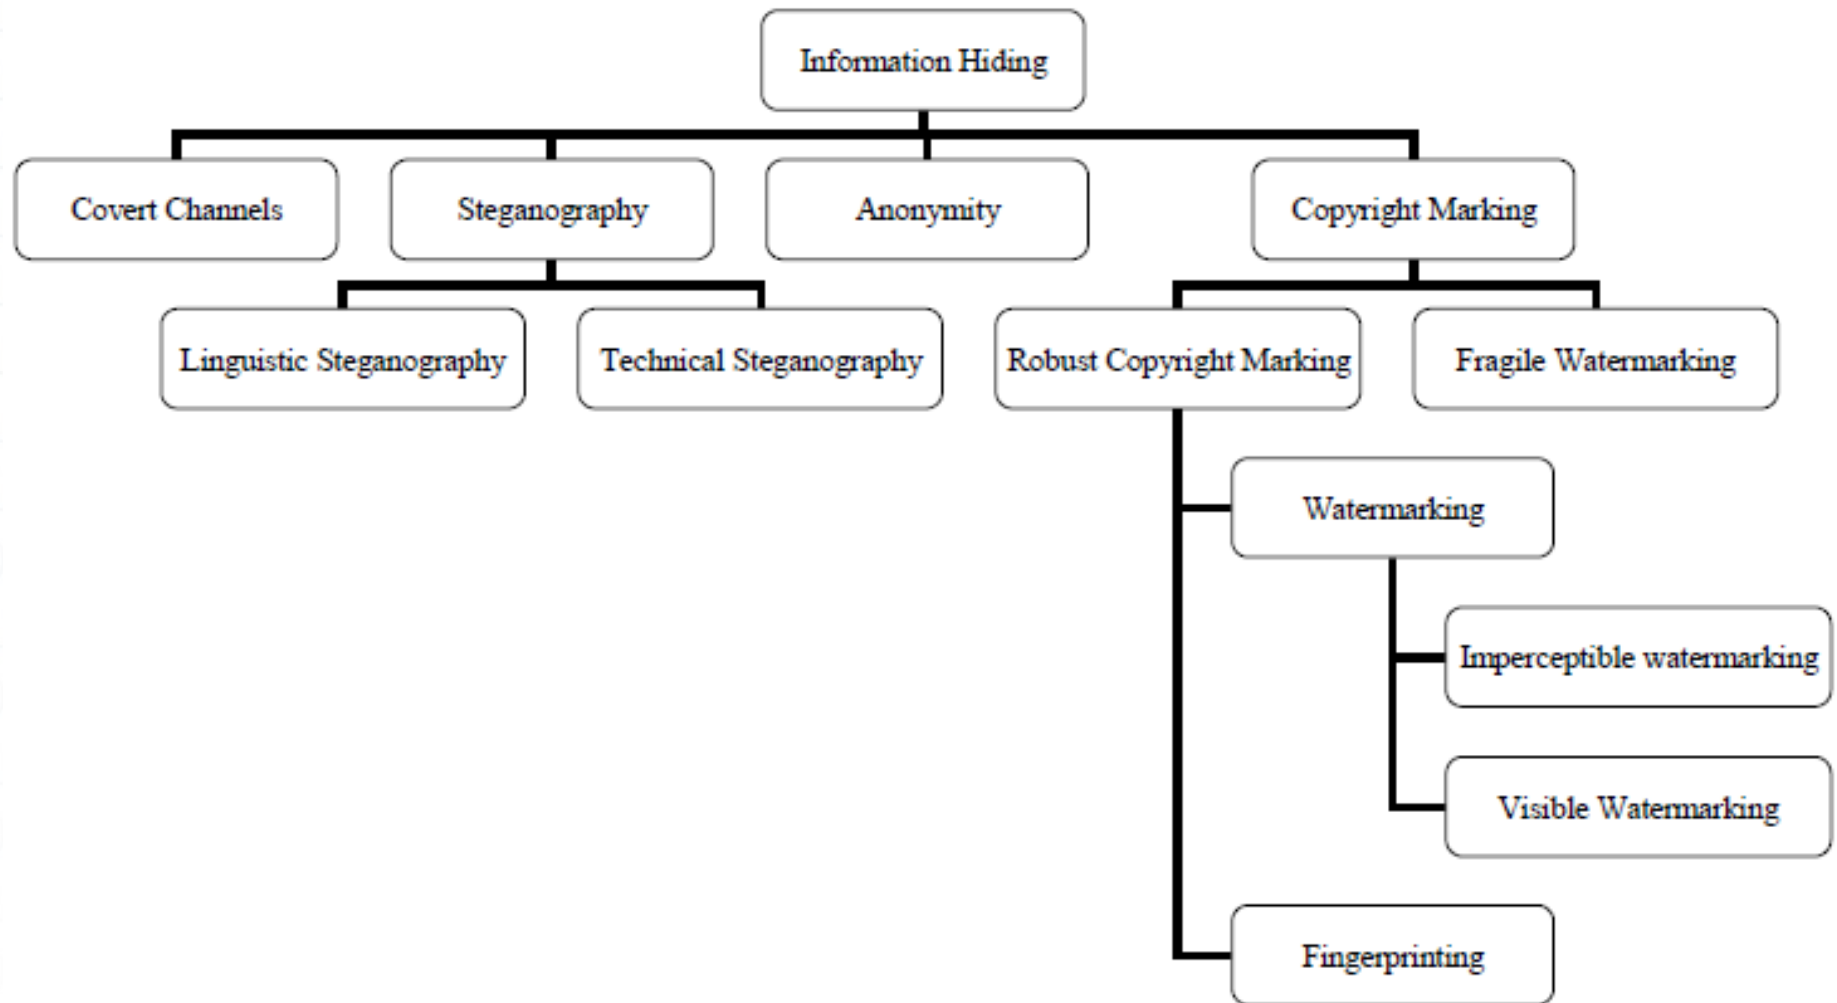 Information Hiding
Covert Channels
Steganography
Anonymity
Copyright Marking
Linguistic Steganography
Technical Steganography
Robust Copyright Marking
Fragile Watermarking
Watermarking
Imperceptible watermarking
Visible Watermarking
Fingerprinting